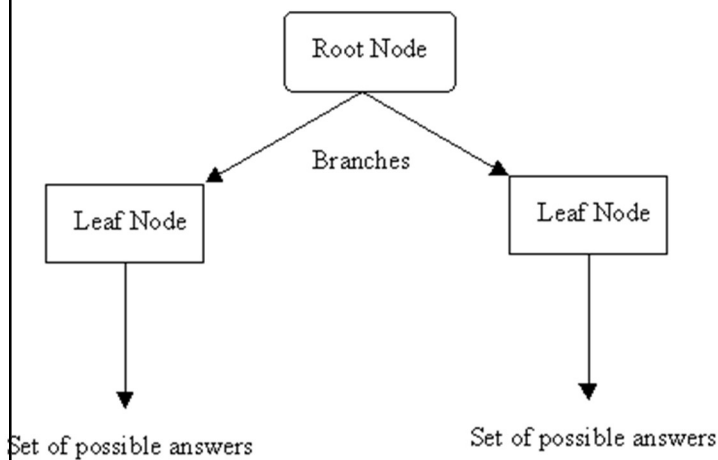 Root Node
Branches
Leaf Node
Leaf Node
Set of possible answers
Set of possible answers